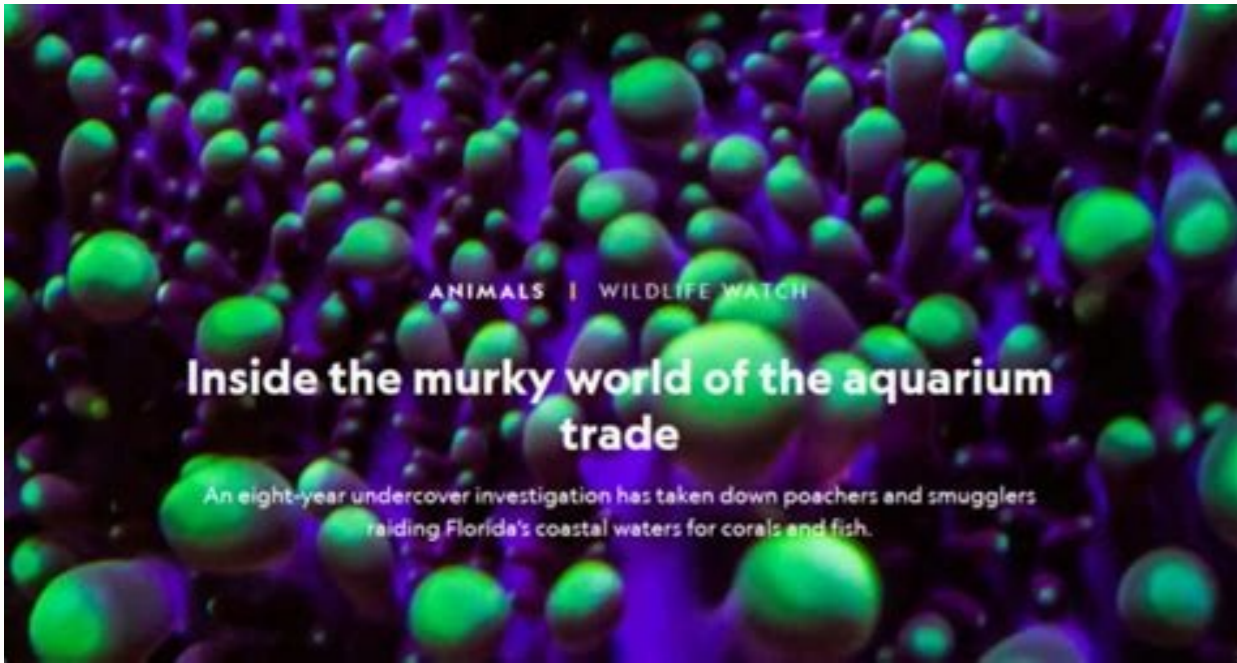 ANIMALS | WILDLIFE WATCH
Inside the murky world of the aquarium
trade
An eight-year undercover investigation has taken down poachers and smugglers
raiding Florida's coastal waters for corals and fish.